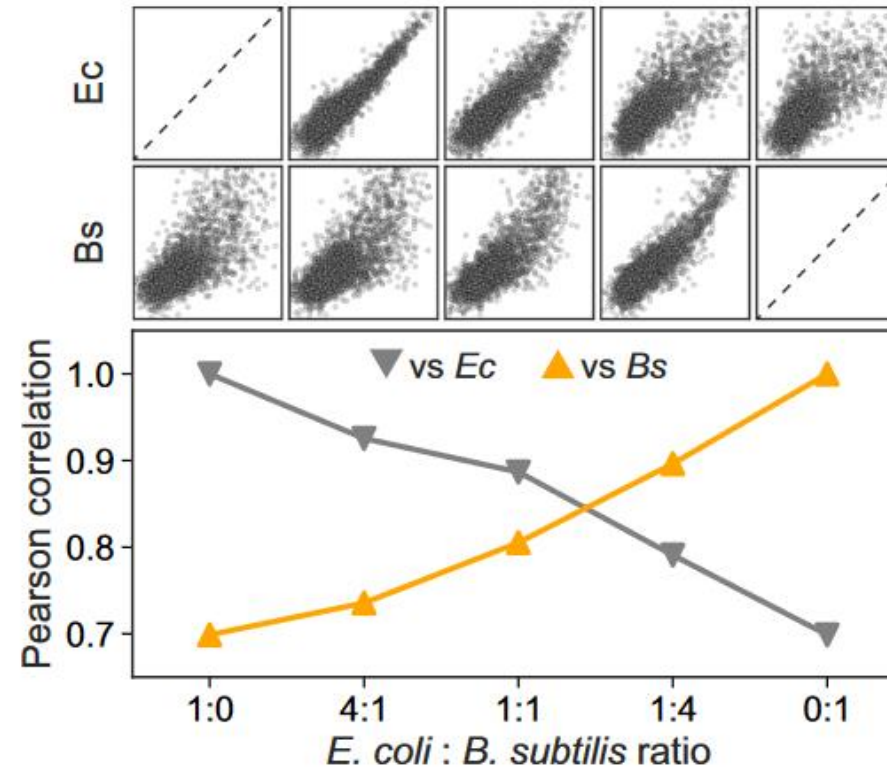 Ec
Bs
Pearson correlation
1.0
0.9
0.8
0.7
vs Ec
vs Bs
1:0 4:1 1:1 1:4 0:1
E. coli : B. subtilis ratio